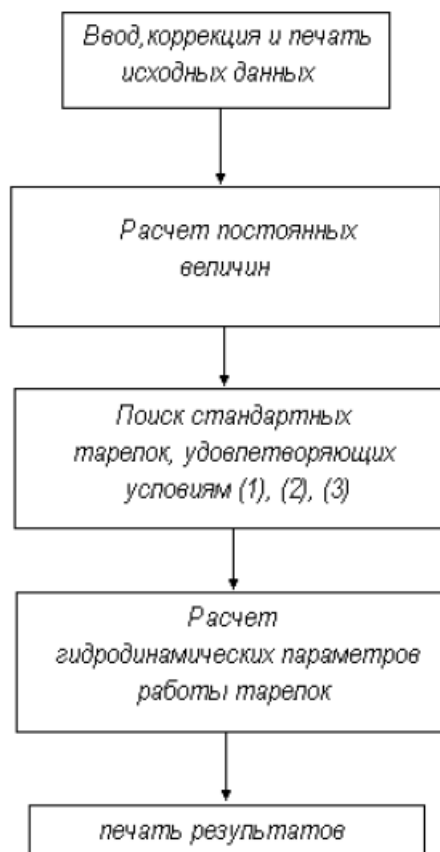 Ввод,коррекция и печать
исходных данных
Расчет постоянных
величин
Поиск стандартных
тарелок, удовлетворяющих
условиям (1), (2), (3)
Расчет
гидродинамических параметров
работы тарелок
печать результатов